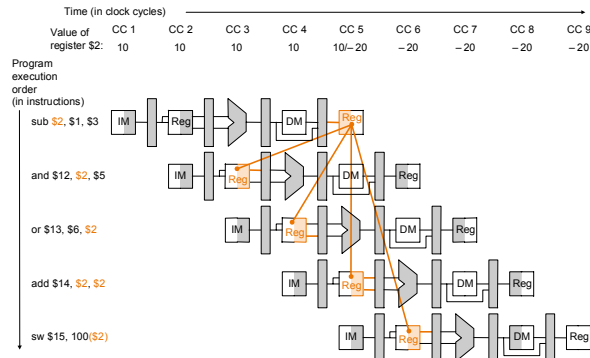 Time (in clock cycles)
CC 1 CC 2 CC 3 CC 4 CC 5 CC 6 CC 7 CC 8 CC 9
Value of
register $2: 10 10 10 10 10/– 20 – 20 – 20 – 20 – 20
Program
execution
order
(in instructions)
sub $2, $1, $3 IM Reg DM Reg
and $12, $2, $5 IM Reg DM Reg
or $13, $6, $2 IM Reg DM Reg
add $14, $2, $2 IM Reg DM Reg
sw $15, 100($2) IM Reg DM Reg